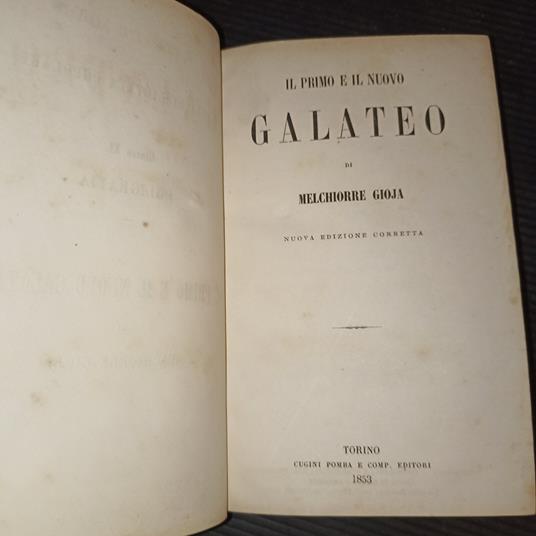 IL PRIMO E IL NUOVO
GALATEO
DI
MELCHIORRE GIOJA
NUOVA EDIZIONE CORRETTA
TORINO
CUGINI POMBA E COMP. EDITORI
1853